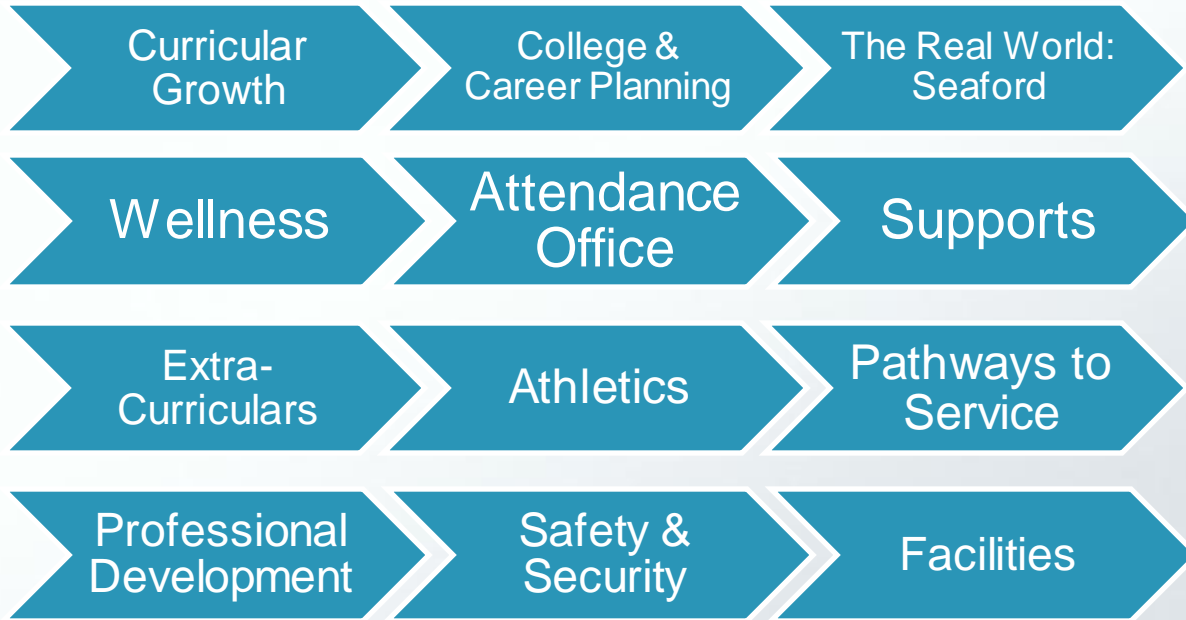 Curricular
Growth
College &
Career Planning
The Real World:
Seaford
Wellness
Attendance
Office
Supports
Extra-
Curriculars
Athletics
Pathways to
Service
Professional
Development
Safety &
Security
Facilities